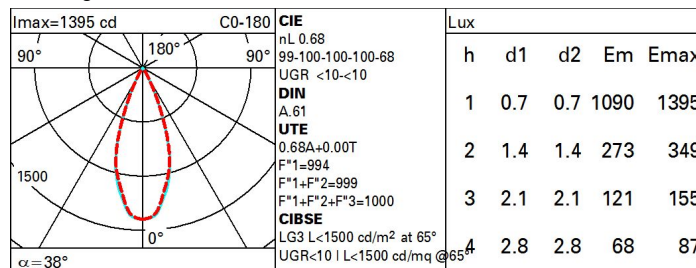 Imax=1395 cd C0-180
90° 180° 90°
1500
0°
α=38°
CIE
nL 0.68
99-100-100-100-68
UGR <10-<10
DIN
A.61
UTE
0.68A+0.00T
F"1=994
F"1+F"2=999
F"1+F"2+F"3=1000
CIBSE
LG3 L<1500 cd/m² at 65°
UGR<10 | L<1500 cd/mq @65°
Lux
h d1 d2 Em Emax
1 0.7 0.7 1090 1395
2 1.4 1.4 273 349
3 2.1 2.1 121 155
4 2.8 2.8 68 87